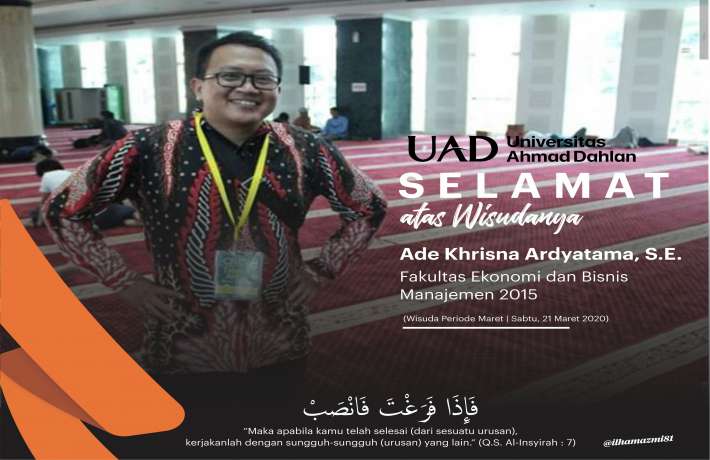 UAD Universitas
Ahmad Dahlan
SELAMAT
atas Wisudanya
Ade Khrisna Ardyatama, S.E.
Fakultas Ekonomi dan Bisnis
Manajemen 2015
(Wisuda Periode Maret | Sabtu, 21 Maret 2020)
فَإِذَا فَرَغْتَ فَانْصَبْ
“Maka apabila kamu telah selesai (dari sesuatu urusan),
kerjakanlah dengan sungguh-sungguh (urusan) yang lain.” (Q.S. Al-Insyirah : 7)
@ilhamazmi81